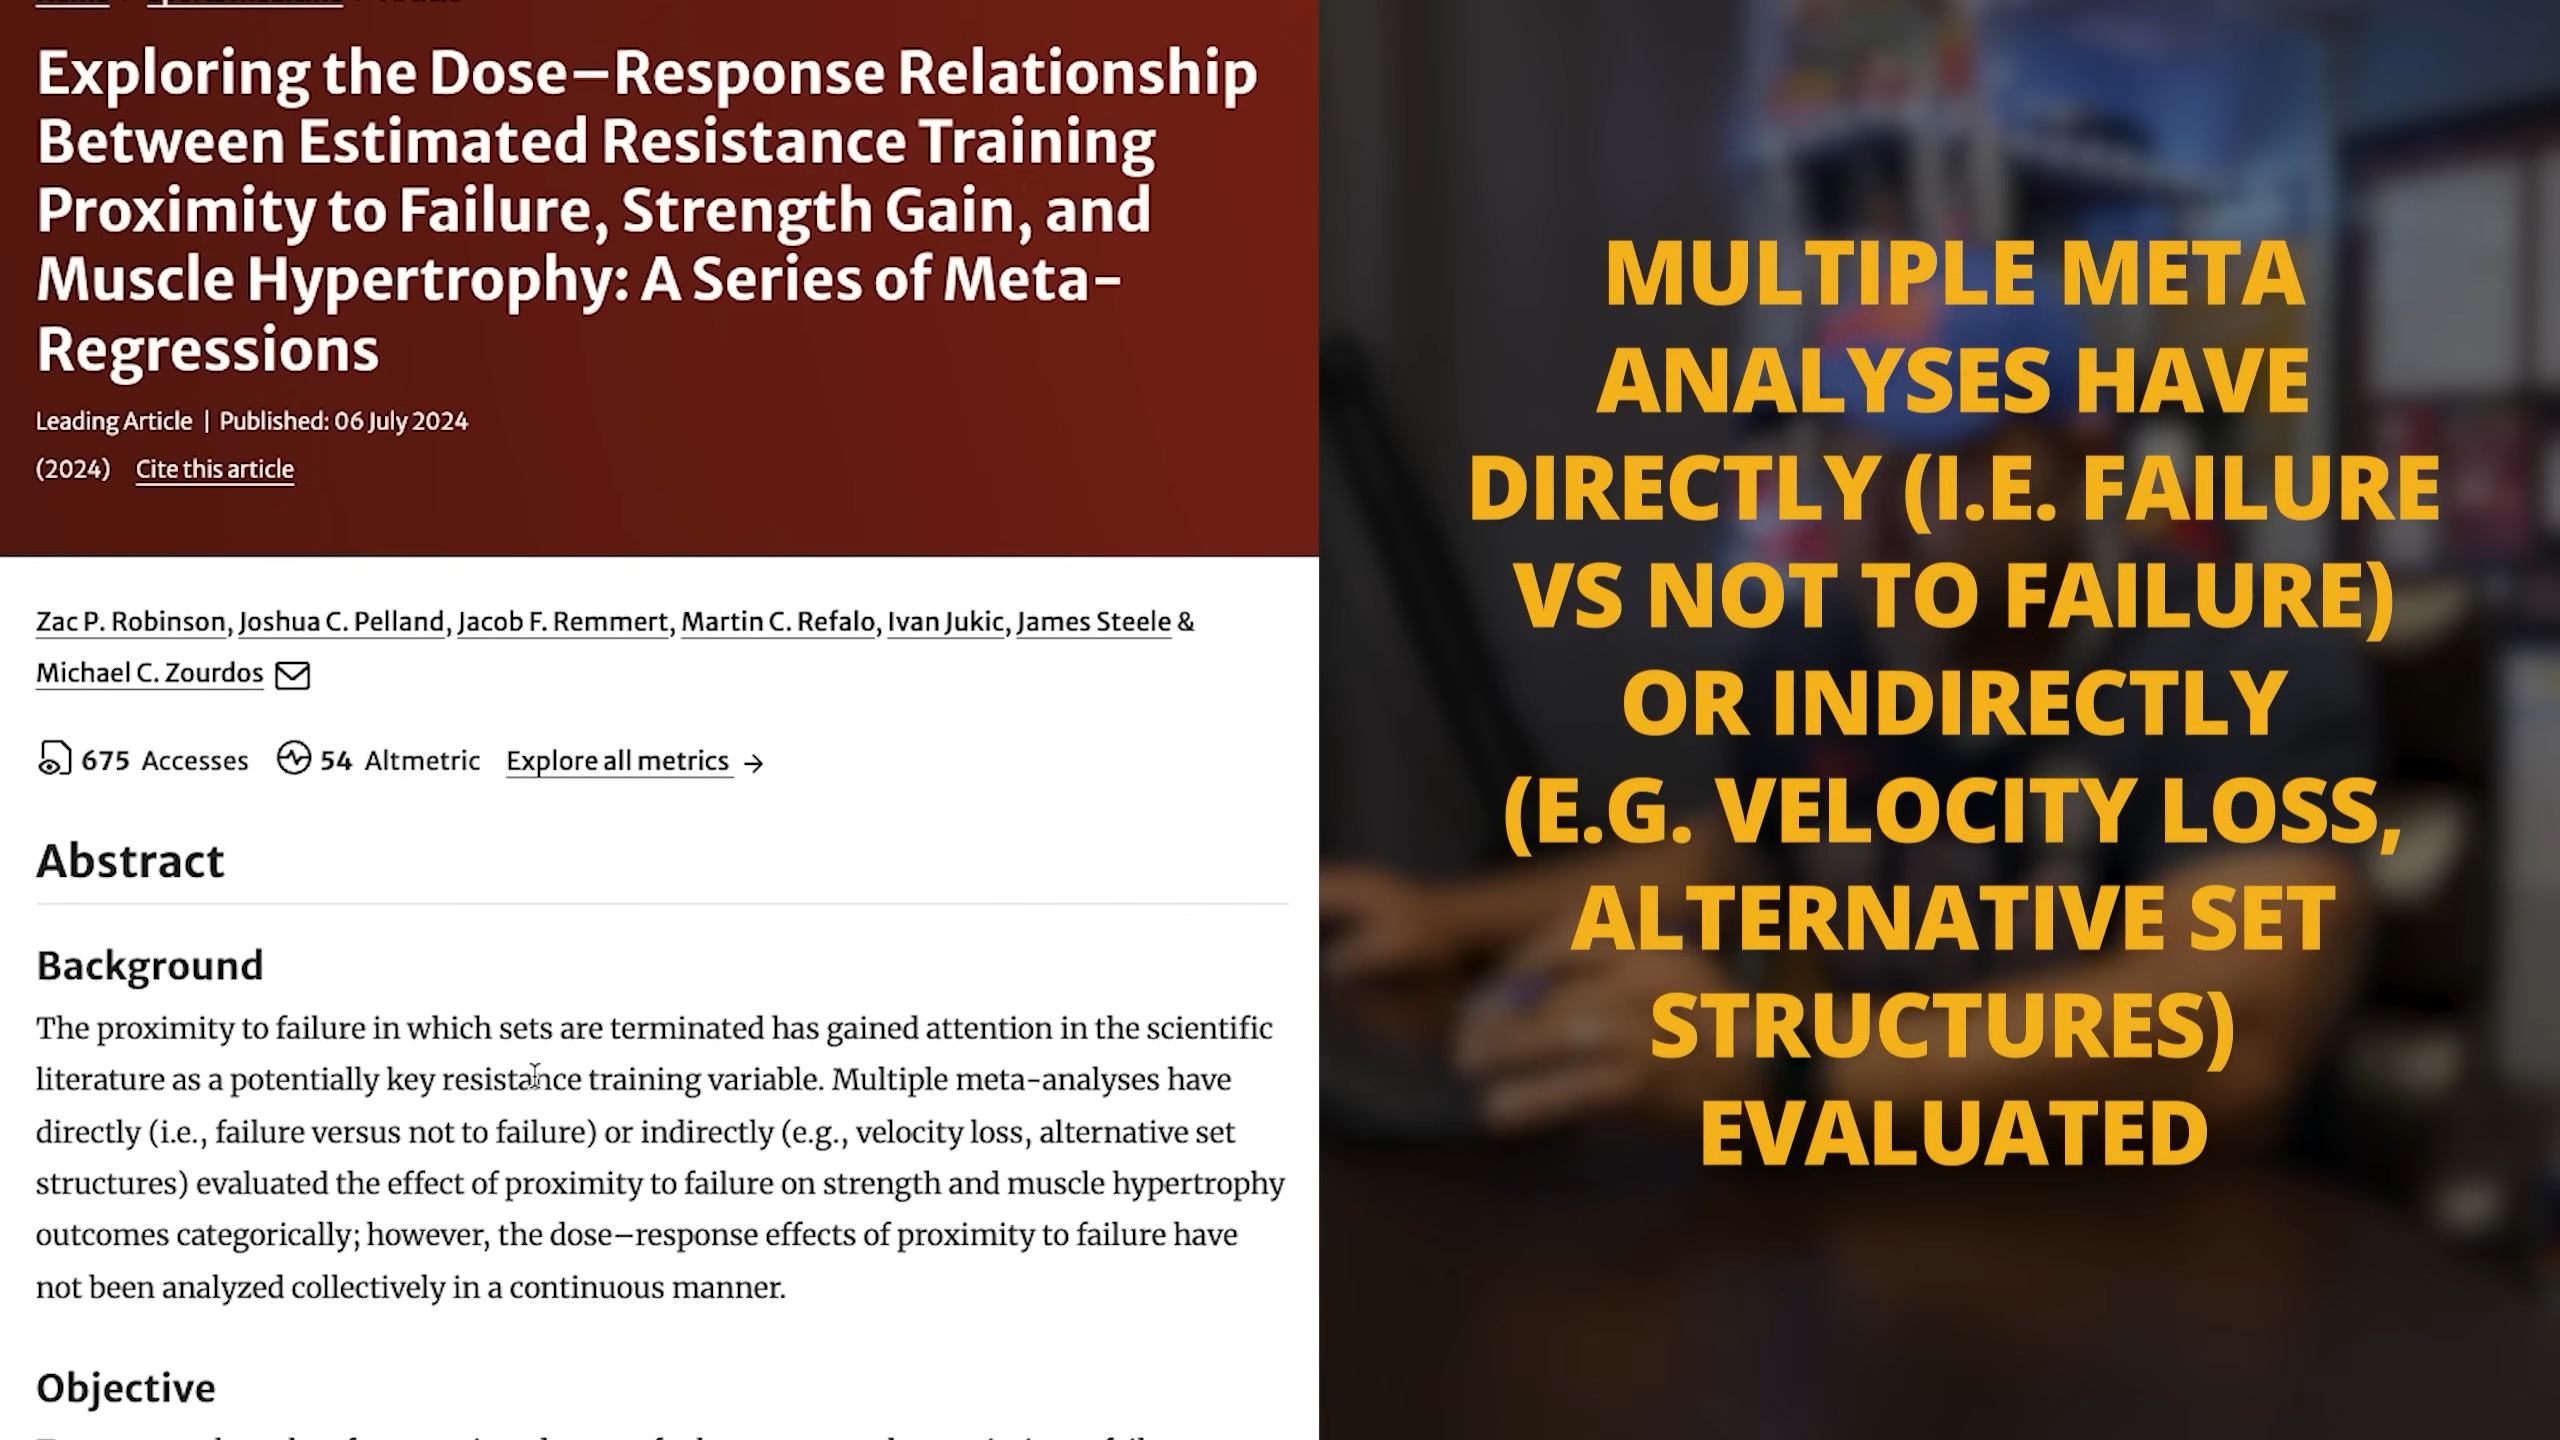 Exploring the Dose–Response Relationship
Between Estimated Resistance Training
Proximity to Failure, Strength Gain, and
Muscle Hypertrophy: A Series of Meta-
Regressions
Leading Article | Published: 06 July 2024
(2024) Cite this article
Zac P. Robinson, Joshua C. Pelland, Jacob F. Remmert, Martin C. Refalo, Ivan Jukic, James Steele &
Michael C. Zourdos
675 Accesses 54 Altmetric Explore all metrics →
Abstract
Background
The proximity to failure in which sets are terminated has gained attention in the scientific
literature as a potentially key resistance training variable. Multiple meta-analyses have
directly (i.e., failure versus not to failure) or indirectly (e.g., velocity loss, alternative set
structures) evaluated the effect of proximity to failure on strength and muscle hypertrophy
outcomes categorically; however, the dose–response effects of proximity to failure have
not been analyzed collectively in a continuous manner.
Objective
MULTIPLE META
ANALYSES HAVE
DIRECTLY (I.E. FAILURE
VS NOT TO FAILURE)
OR INDIRECTLY
(E.G. VELOCITY LOSS,
ALTERNATIVE SET
STRUCTURES)
EVALUATED